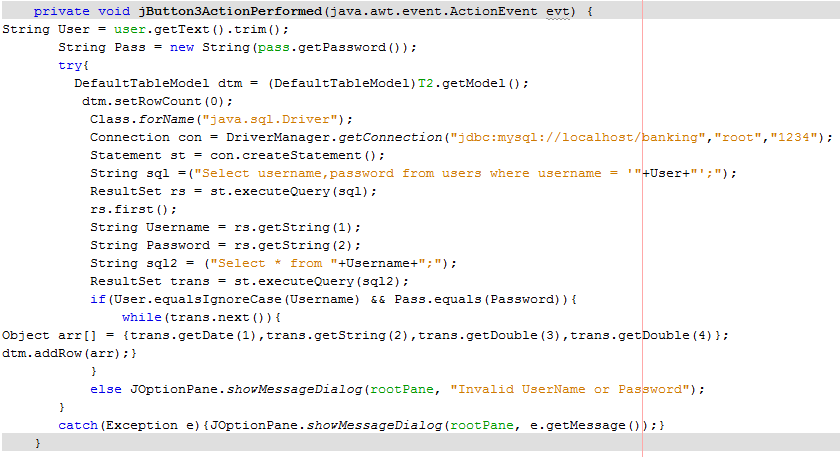 private void jButton3ActionPerformed(java.awt.event.ActionEvent evt) {
String User = user.getText().trim();
String Pass = new String(pass.getPassword());
try{
DefaultTableModel dtm = (DefaultTableModel)T2.getModel();
dtm.setRowCount(0);
Class.forName("java.sql.Driver");
Connection con = DriverManager.getConnection("jdbc:mysql://localhost/banking","root","1234");
Statement st = con.createStatement();
String sql =("Select username,password from users where username = '"+User+"';");
ResultSet rs = st.executeQuery(sql);
rs.first();
String Username = rs.getString(1);
String Password = rs.getString(2);
String sql2 = ("Select * from "+Username+";");
ResultSet trans = st.executeQuery(sql2);
if(User.equalsIgnoreCase(Username) && Pass.equals(Password)){
while(trans.next()){
Object arr[] = {trans.getDate(1),trans.getString(2),trans.getDouble(3),trans.getDouble(4)};
dtm.addRow(arr);}
}
else JOptionPane.showMessageDialog(rootPane, "Invalid UserName or Password");
}
catch(Exception e){JOptionPane.showMessageDialog(rootPane, e.getMessage());}
}